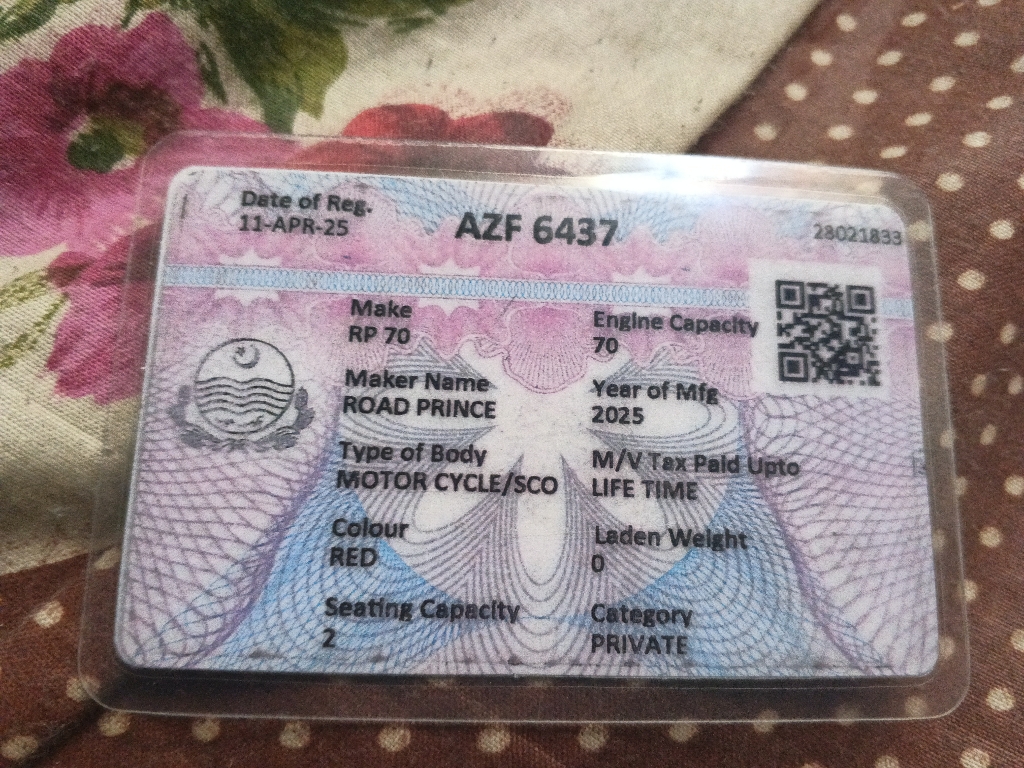 Date of Reg.
11-APR-25
AZF 6437
28021833
Make
RP 70
Engine Capacity
70
Maker Name
ROAD PRINCE
Year of Mfg
2025
Type of Body
MOTOR CYCLE/SCO
M/V Tax Paid Upto
LIFE TIME
Colour
RED
Laden Weight
0
Seating Capacity
2
Category
PRIVATE